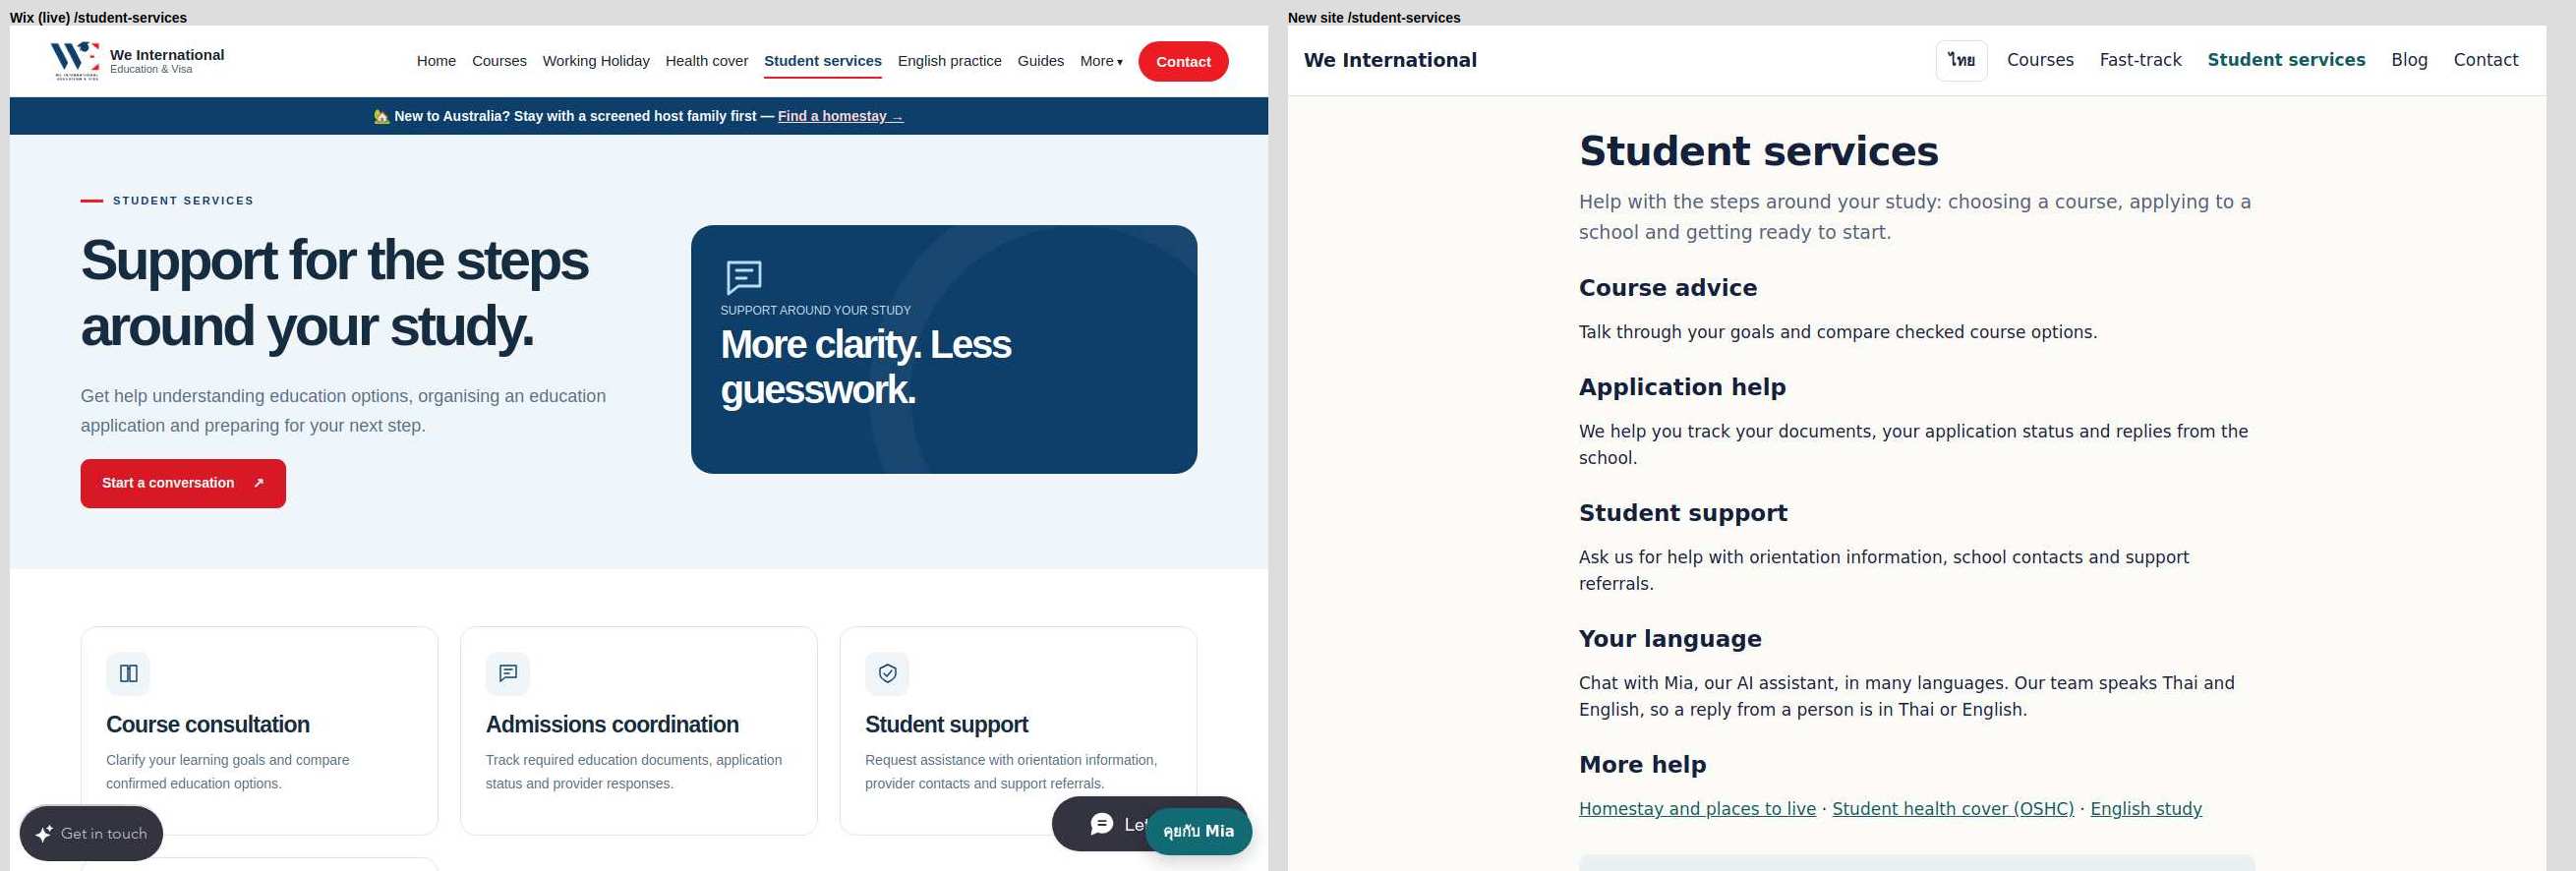 Wix (live) /student-services
We International
Education & Visa
Home Courses Working Holiday Health cover Student services English practice Guides More ▾ Contact
🏡 New to Australia? Stay with a screened host family first — Find a homestay →
STUDENT SERVICES
Support for the steps
around your study.
Get help understanding education options, organising an education
application and preparing for your next step.
Start a conversation ↗
SUPPORT AROUND YOUR STUDY
More clarity. Less
guesswork.
Course consultation
Clarify your learning goals and compare
confirmed education options.
Admissions coordination
Track required education documents, application
status and provider responses.
Student support
Request assistance with orientation information,
provider contacts and support referrals.
Get in touch
คุยกับ Mia
New site /student-services
We International
ไทย Courses Fast-track Student services Blog Contact
Student services
Help with the steps around your study: choosing a course, applying to a
school and getting ready to start.
Course advice
Talk through your goals and compare checked course options.
Application help
We help you track your documents, your application status and replies from the
school.
Student support
Ask us for help with orientation information, school contacts and support
referrals.
Your language
Chat with Mia, our AI assistant, in many languages. Our team speaks Thai and
English, so a reply from a person is in Thai or English.
More help
Homestay and places to live · Student health cover (OSHC) · English study